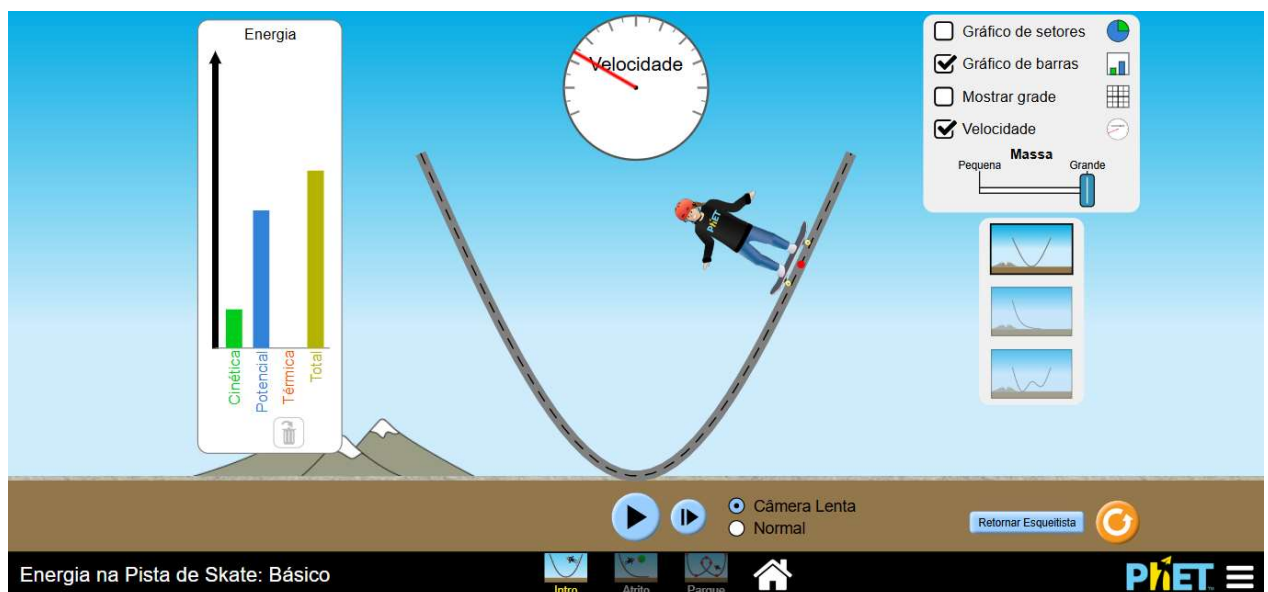 Energia
Cinética
Potencial
Térmica
Total
Velocidade
Gráfico de setores
Gráfico de barras
Mostrar grade
Velocidade
Massa
Pequena
Grande
PhET
Câmera Lenta
Normal
Retornar Esqueitista
Energia na Pista de Skate: Básico
Intro
Atrito
Parque
PhET